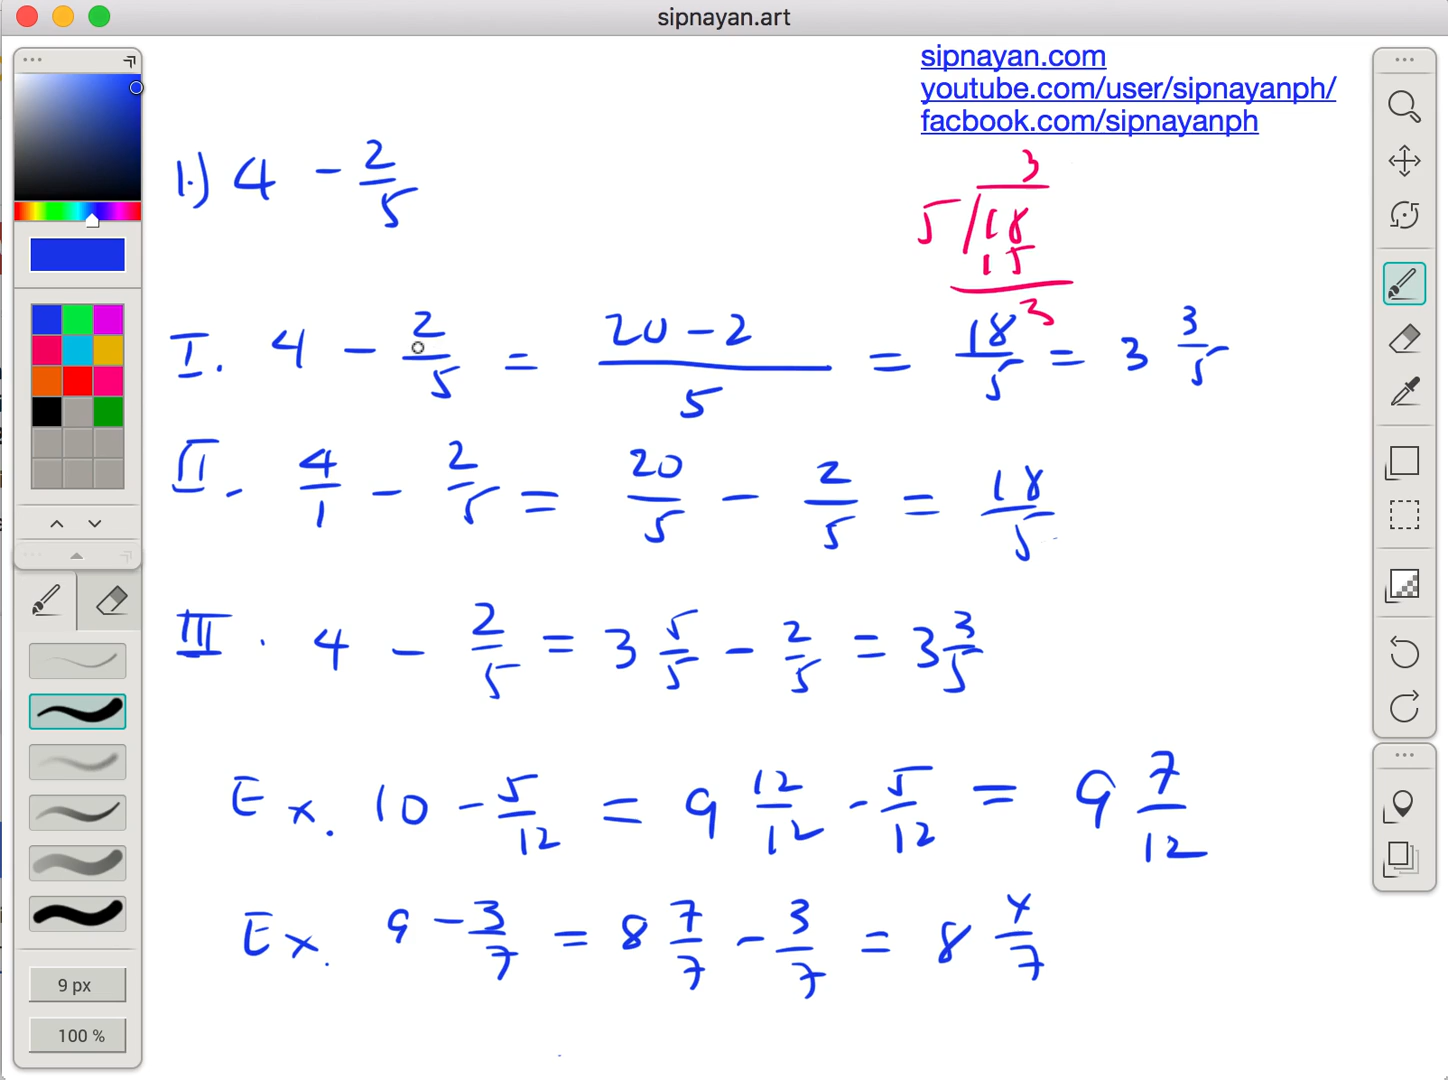 sipnayan.art
sipnayan.com
youtube.com/user/sipnayanph/
facbook.com/sipnayanph
1.) 4 - 2/5
3
5 / 18
15
3
I. 4 - 2/5 = 20 - 2 / 5 = 18/5 = 3 3/5
II. 4/1 - 2/5 = 20/5 - 2/5 = 18/5
III. 4 - 2/5 = 3 5/5 - 2/5 = 3 3/5
Ex. 10 - 5/12 = 9 12/12 - 5/12 = 9 7/12
Ex. 9 - 3/7 = 8 7/7 - 3/7 = 8 4/7
9 px
100 %